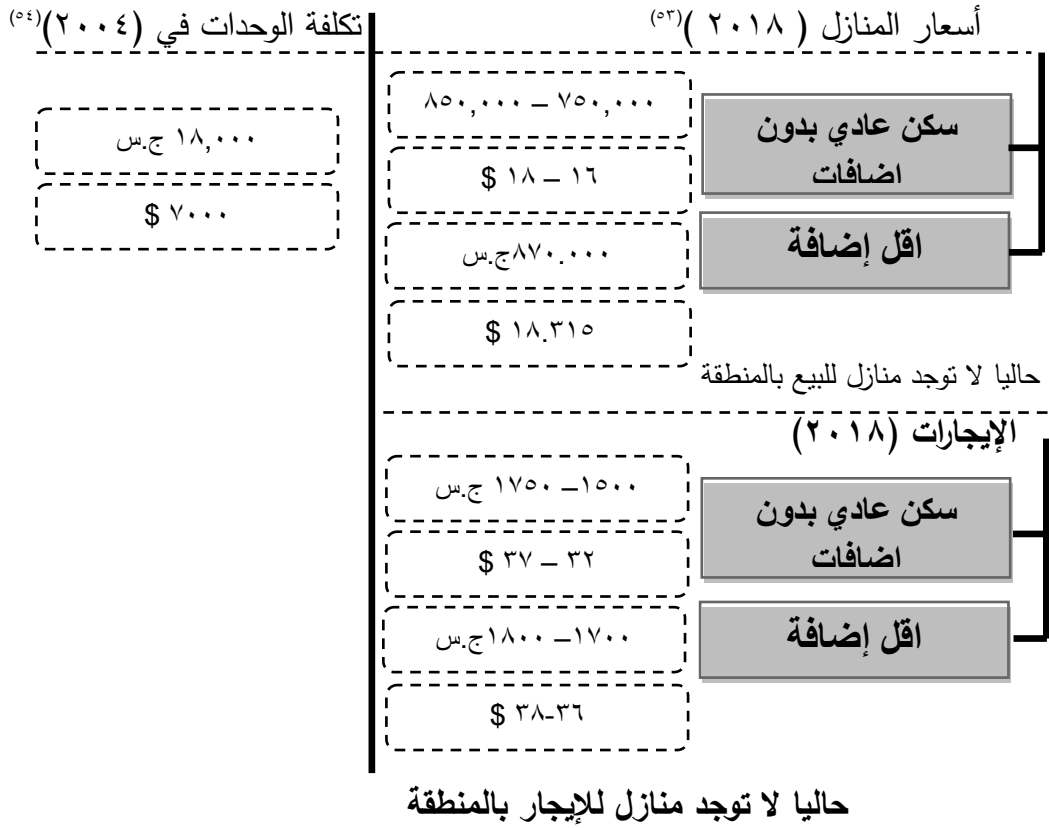 أسعار المنازل ( ٢٠١٨ )(٥٣)
سكن عادي بدون
اضافات
٧٥٠,٠٠٠ – ٨٥٠,٠٠٠
١٦ – ١٨ $
اقل إضافة
٨٧٠.٠٠٠ج.س
١٨.٣١٥ $
حاليا لا توجد منازل للبيع بالمنطقة
الإيجارات (٢٠١٨)
سكن عادي بدون
اضافات
١٥٠٠– ١٧٥٠ ج.س
٣٢ – ٣٧ $
اقل إضافة
١٧٠٠– ١٨٠٠ج.س
٣٦-٣٨ $
تكلفة الوحدات في (٢٠٠٤)(٥٤)
١٨,٠٠٠ ج.س
٧٠٠٠ $
حاليا لا توجد منازل للإيجار بالمنطقة